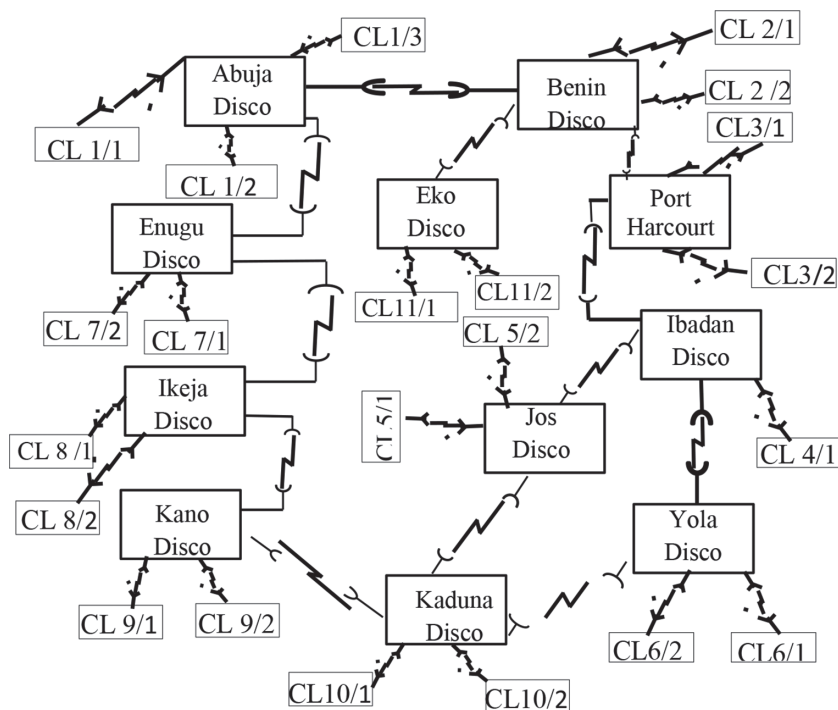 CL1/3
CL 2/1
Abuja
Disco
Benin
Disco
CL 2 /2
CL 1/1
CL3/1
CL 1/2
Eko
Disco
Port
Harcourt
Enugu
Disco
CL3/2
CL11/1
CL11/2
CL 7/2
CL 7/1
CL 5/2
Ibadan
Disco
Ikeja
Disco
CL5/1
Jos
Disco
CL 8 /1
CL 4/1
CL 8/2
Kano
Disco
Yola
Disco
Kaduna
Disco
CL 9/1
CL 9/2
CL6/2
CL6/1
CL10/1
CL10/2